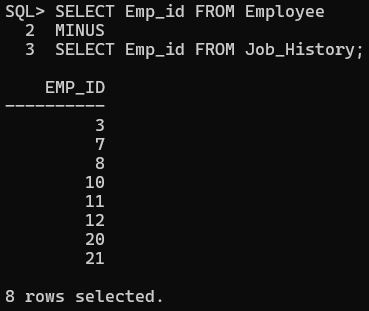 SQL> SELECT Emp_id FROM Employee
2 MINUS
3 SELECT Emp_id FROM Job_History;
EMP_ID
----------
3
7
8
10
11
12
20
21
8 rows selected.